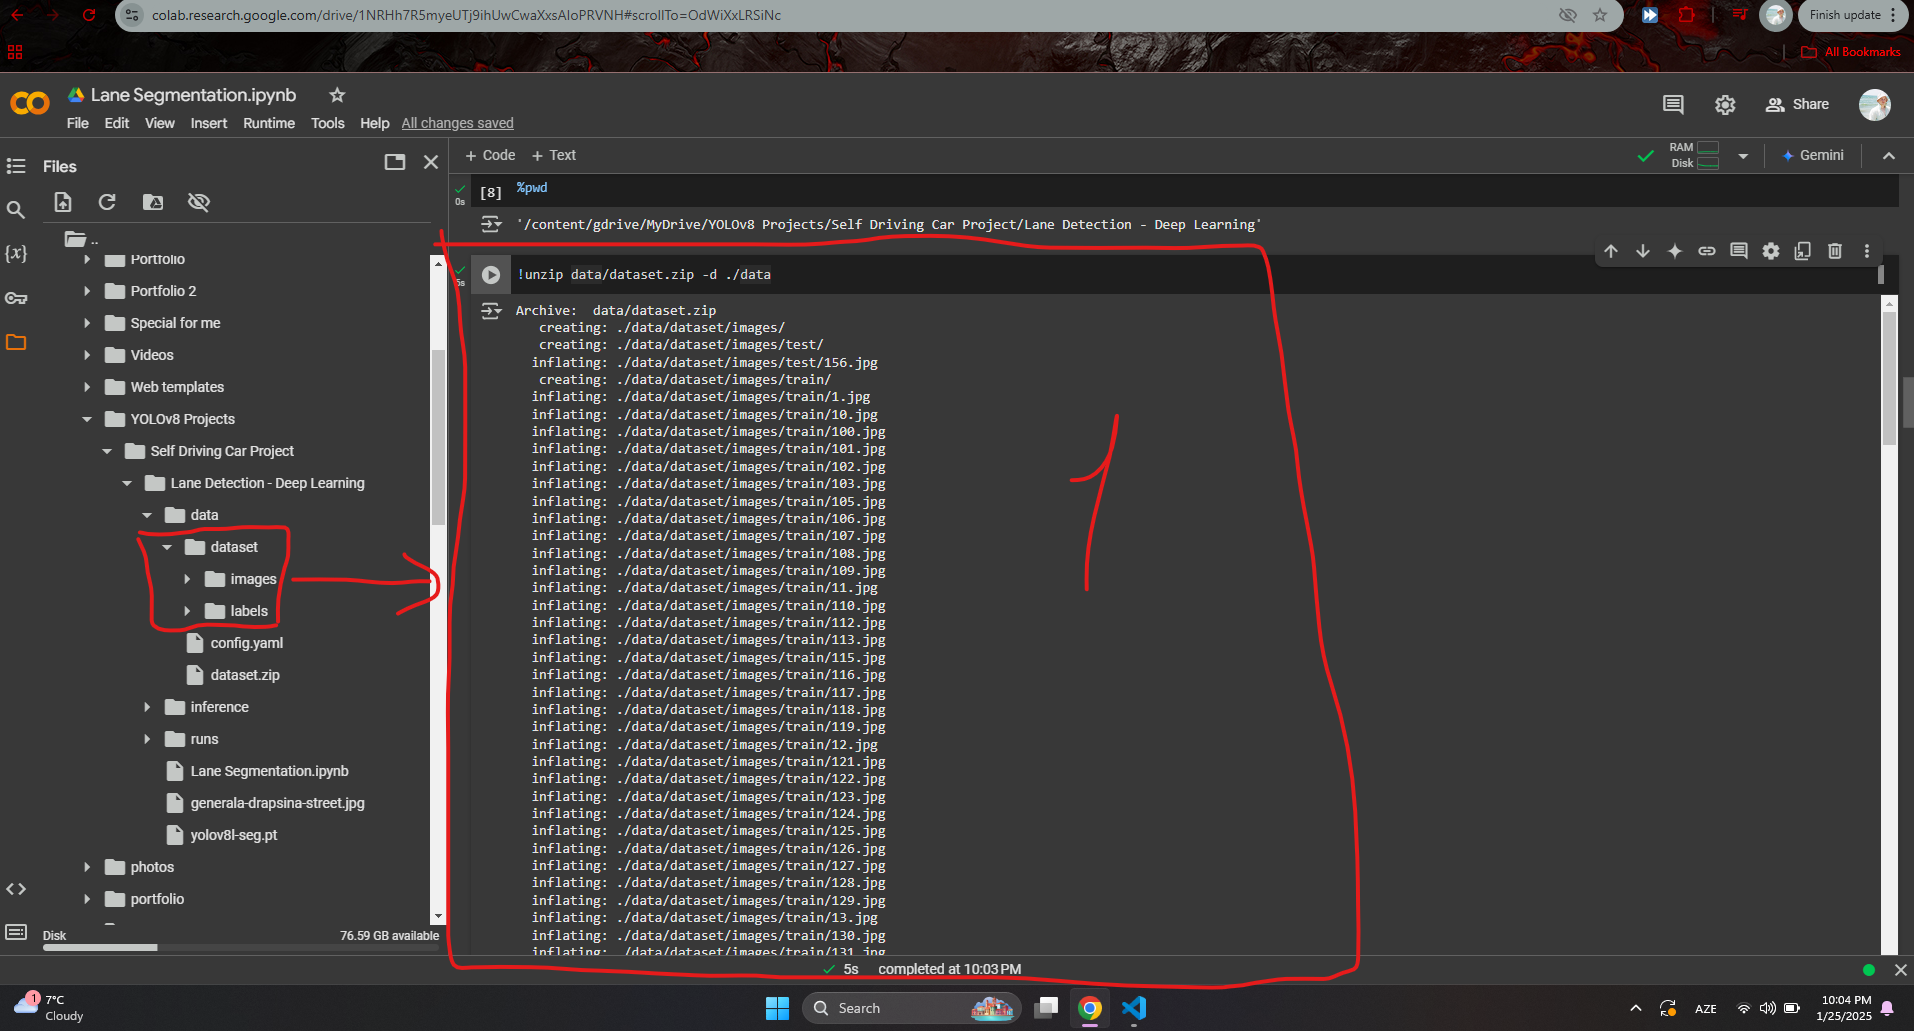 colab.research.google.com/drive/1NRHh7R5myeUTj9ihUwCwaXxsAIoPRVNH#scrollTo=OdWiXxLRSiNc
Finish update
All Bookmarks
Lane Segmentation.ipynb
File Edit View Insert Runtime Tools Help All changes saved
Share
Files
+ Code + Text
RAM
Disk
Gemini
..
Portfolio
Portfolio 2
Special for me
Videos
Web templates
YOLOv8 Projects
Self Driving Car Project
Lane Detection - Deep Learning
data
dataset
images
labels
config.yaml
dataset.zip
inference
runs
Lane Segmentation.ipynb
generala-drapsina-street.jpg
yolov8l-seg.pt
photos
portfolio
Disk 76.59 GB available
[8] %pwd
0s
'/content/gdrive/MyDrive/YOLOv8 Projects/Self Driving Car Project/Lane Detection - Deep Learning'
!unzip data/dataset.zip -d ./data
5s
Archive:  data/dataset.zip
creating: ./data/dataset/images/
creating: ./data/dataset/images/test/
inflating: ./data/dataset/images/test/156.jpg
creating: ./data/dataset/images/train/
inflating: ./data/dataset/images/train/1.jpg
inflating: ./data/dataset/images/train/10.jpg
inflating: ./data/dataset/images/train/100.jpg
inflating: ./data/dataset/images/train/101.jpg
inflating: ./data/dataset/images/train/102.jpg
inflating: ./data/dataset/images/train/103.jpg
inflating: ./data/dataset/images/train/105.jpg
inflating: ./data/dataset/images/train/106.jpg
inflating: ./data/dataset/images/train/107.jpg
inflating: ./data/dataset/images/train/108.jpg
inflating: ./data/dataset/images/train/109.jpg
inflating: ./data/dataset/images/train/11.jpg
inflating: ./data/dataset/images/train/110.jpg
inflating: ./data/dataset/images/train/112.jpg
inflating: ./data/dataset/images/train/113.jpg
inflating: ./data/dataset/images/train/115.jpg
inflating: ./data/dataset/images/train/116.jpg
inflating: ./data/dataset/images/train/117.jpg
inflating: ./data/dataset/images/train/118.jpg
inflating: ./data/dataset/images/train/119.jpg
inflating: ./data/dataset/images/train/12.jpg
inflating: ./data/dataset/images/train/121.jpg
inflating: ./data/dataset/images/train/122.jpg
inflating: ./data/dataset/images/train/123.jpg
inflating: ./data/dataset/images/train/124.jpg
inflating: ./data/dataset/images/train/125.jpg
inflating: ./data/dataset/images/train/126.jpg
inflating: ./data/dataset/images/train/127.jpg
inflating: ./data/dataset/images/train/128.jpg
inflating: ./data/dataset/images/train/129.jpg
inflating: ./data/dataset/images/train/13.jpg
inflating: ./data/dataset/images/train/130.jpg
inflating: ./data/dataset/images/train/131.jpg
1
5s completed at 10:03 PM
1
7°C
Cloudy
Search
AZE
10:04 PM
1/25/2025